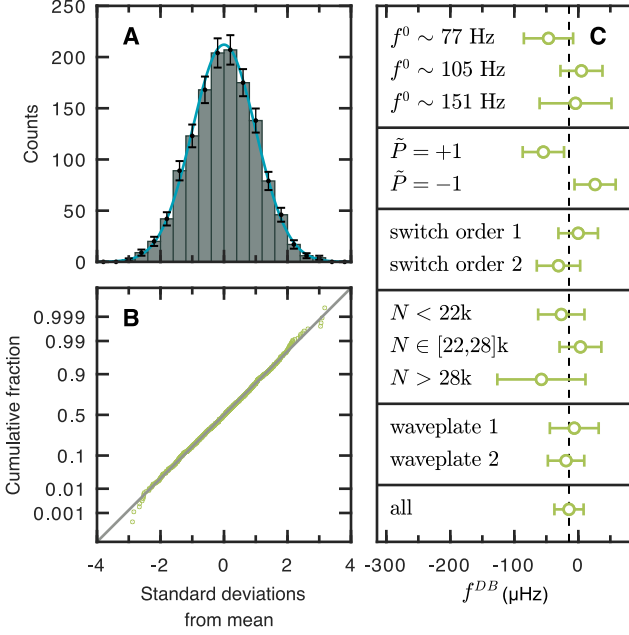 A
250
200
150
100
50
0
Counts
B
0.999
0.99
0.9
0.5
0.1
0.01
0.001
Cumulative fraction
-4 -2 0 2 4
Standard deviations
from mean
C
f⁰ ∼ 77 Hz
f⁰ ∼ 105 Hz
f⁰ ∼ 151 Hz
P̃ = +1
P̃ = −1
switch order 1
switch order 2
N < 22k
N ∈ [22,28]k
N > 28k
waveplate 1
waveplate 2
all
-300 -200 -100 0
f^{DB} (μHz)